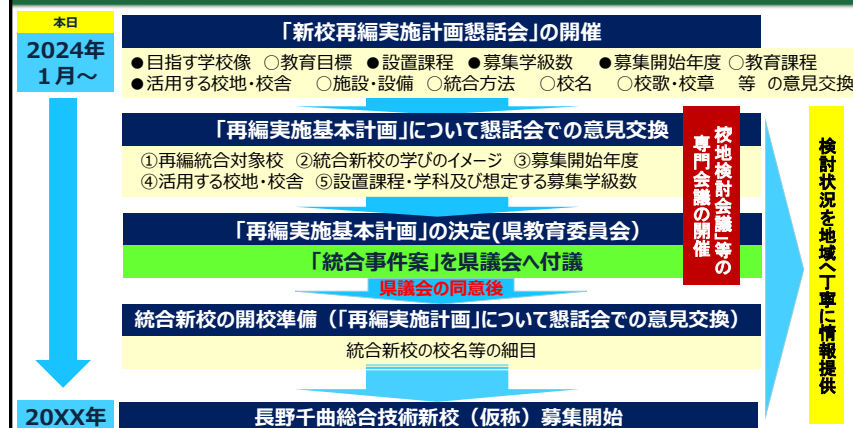 本日
2024年
1月～
「新校再編実施計画懇話会」の開催
●目指す学校像 ○教育目標 ●設置課程 ●募集学級数 ●募集開始年度 ○教育課程
●活用する校地・校舎 ○施設・設備 ○統合方法 ○校名 ○校歌・校章 等 の意見交換
「再編実施基本計画」について懇話会での意見交換
①再編統合対象校 ②統合新校の学びのイメージ ③募集開始年度
④活用する校地・校舎 ⑤設置課程・学科及び想定する募集学級数
「校地検討会議」等の
専門会議の開催
検討状況を地域へ丁寧に情報提供
「再編実施基本計画」の決定(県教育委員会）
「統合事件案」を県議会へ付議
県議会の同意後
統合新校の開校準備（「再編実施計画」について懇話会での意見交換）
統合新校の校名等の細目
20XX年
長野千曲総合技術新校（仮称）募集開始